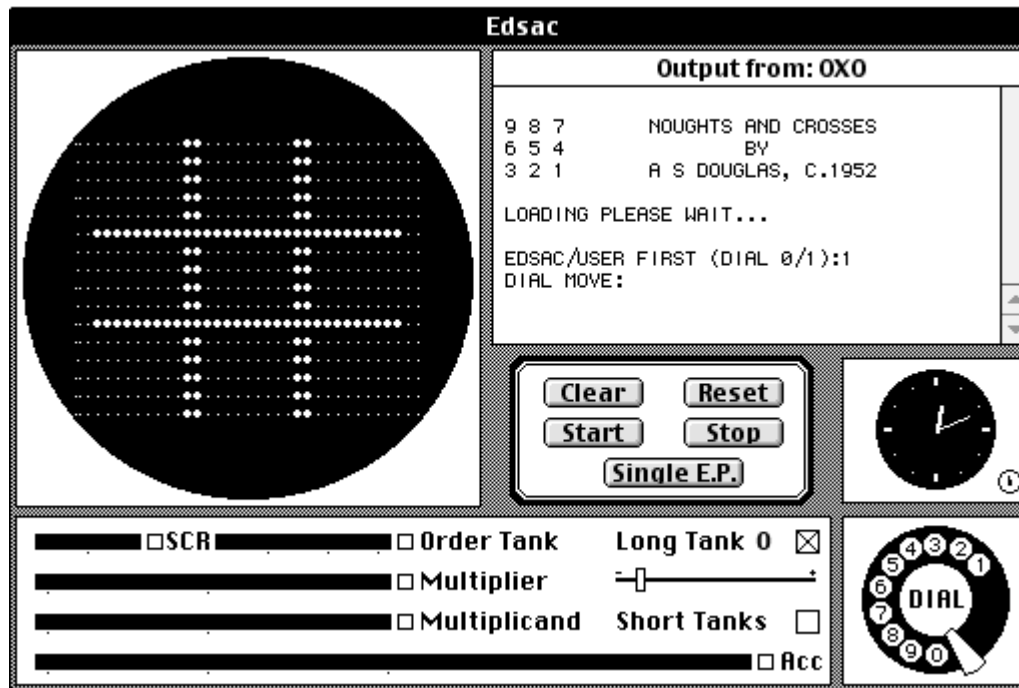 Edsac
Output from: OXO
9 8 7 NOUGHTS AND CROSSES
6 5 4 BY
3 2 1 A S DOUGLAS, C.1952
LOADING PLEASE WAIT...
EDSAC/USER FIRST (DIAL 0/1):1
DIAL MOVE:
Clear Reset
Start Stop
Single E.P.
SCR Order Tank Long Tank 0
Multiplier - +
Multiplicand Short Tanks
Acc
1 2 3 4 5 6 7 8 9 0
DIAL